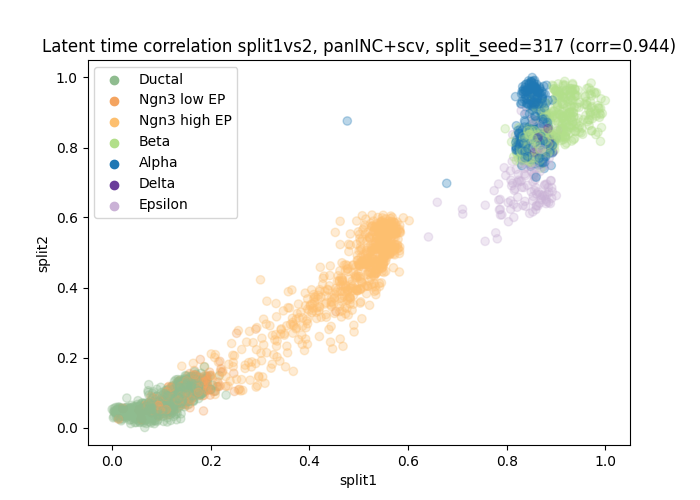 Latent time correlation split1vs2, panINC+scv, split_seed=317 (corr=0.944)
1.0
0.8
0.6
0.4
0.2
0.0
split2
Ductal
Ngn3 low EP
Ngn3 high EP
Beta
Alpha
Delta
Epsilon
0.0 0.2 0.4 0.6 0.8 1.0
split1